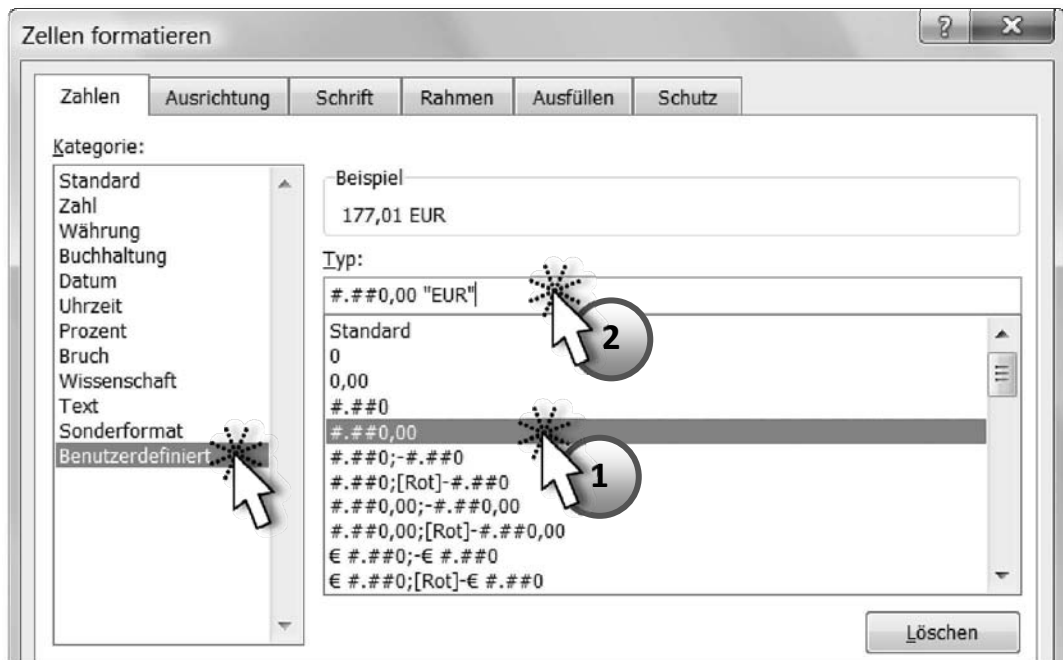 Zellen formatieren
Zahlen Ausrichtung Schrift Rahmen Ausfüllen Schutz
Kategorie:
Standard
Zahl
Währung
Buchhaltung
Datum
Uhrzeit
Prozent
Bruch
Wissenschaft
Text
Sonderformat
Benutzerdefiniert
Beispiel
177,01 EUR
Typ:
#.##0,00 "EUR"
2
Standard
0
0,00
#.##0
#.##0,00
#.##0;-#.##0
#.##0;[Rot]-#.##0
#.##0,00;-#.##0,00
#.##0,00;[Rot]-#.##0,00
€ #.##0;-€ #.##0
€ #.##0;[Rot]-€ #.##0
1
Löschen